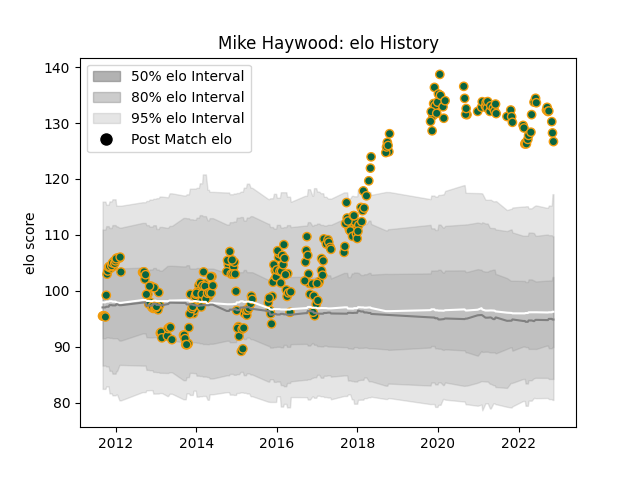 Mike Haywood: elo History
50% elo Interval
80% elo Interval
95% elo Interval
Post Match elo
elo score
140
130
120
110
100
90
80
2012 2014 2016 2018 2020 2022